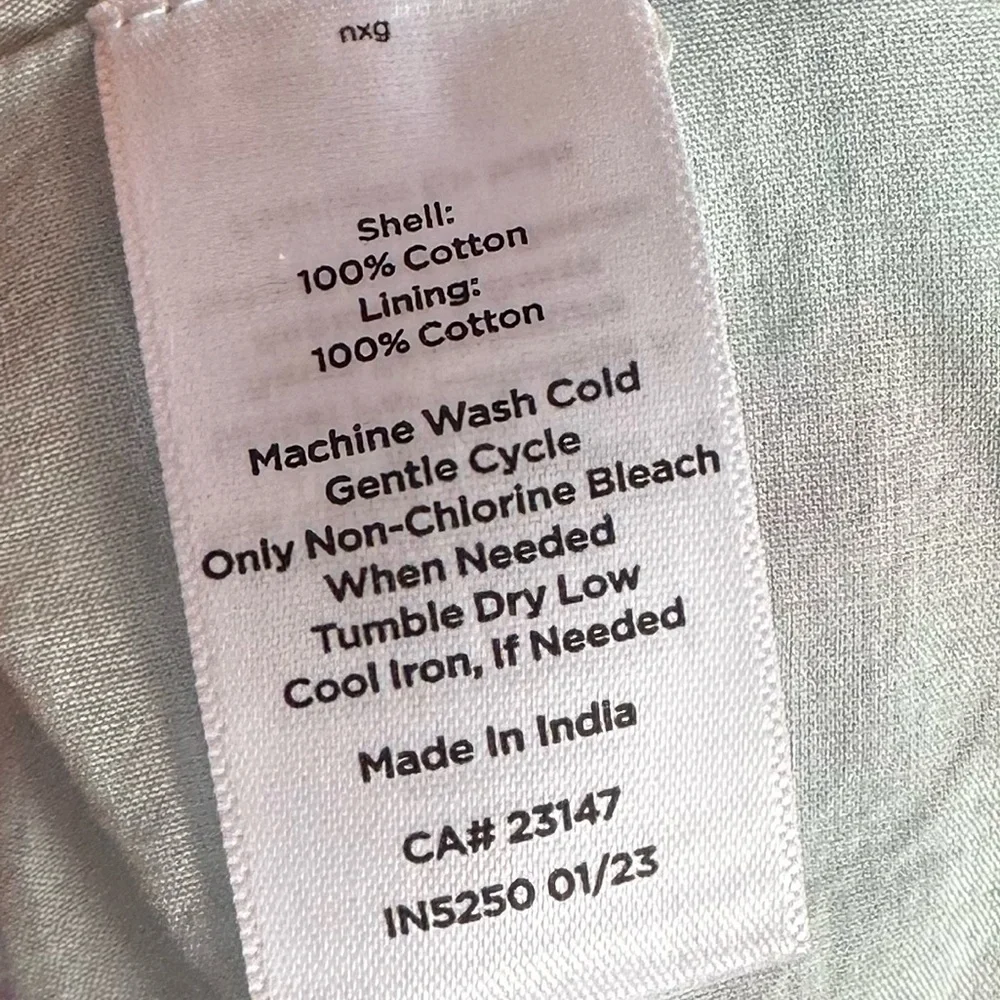 nxg
Shell:
100% Cotton
Lining:
100% Cotton
Machine Wash Cold
Gentle Cycle
Only Non-Chlorine Bleach
When Needed
Tumble Dry Low
Cool Iron, If Needed
Made In India
CA# 23147
IN5250 01/23